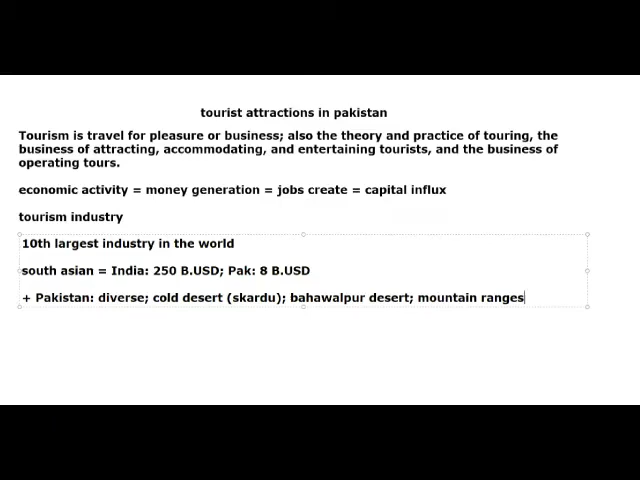 tourist attractions in pakistan
Tourism is travel for pleasure or business; also the theory and practice of touring, the
business of attracting, accommodating, and entertaining tourists, and the business of
operating tours.
economic activity = money generation = jobs create = capital influx
tourism industry
10th largest industry in the world
south asian = India: 250 B.USD; Pak: 8 B.USD
+ Pakistan: diverse; cold desert (skardu); bahawalpur desert; mountain ranges